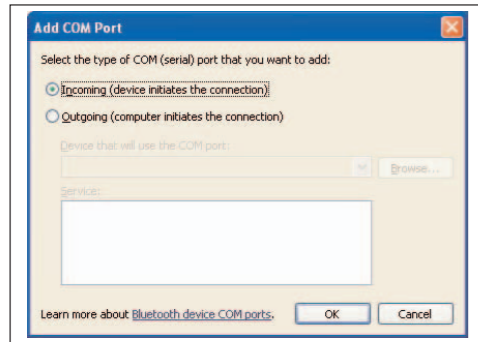 Add COM Port
Select the type of COM (serial) port that you want to add:
Incoming (device initiates the connection)
Outgoing (computer initiates the connection)
Device that will use the COM port:
Browse...
Service:
Learn more about Bluetooth device COM ports.
OK
Cancel